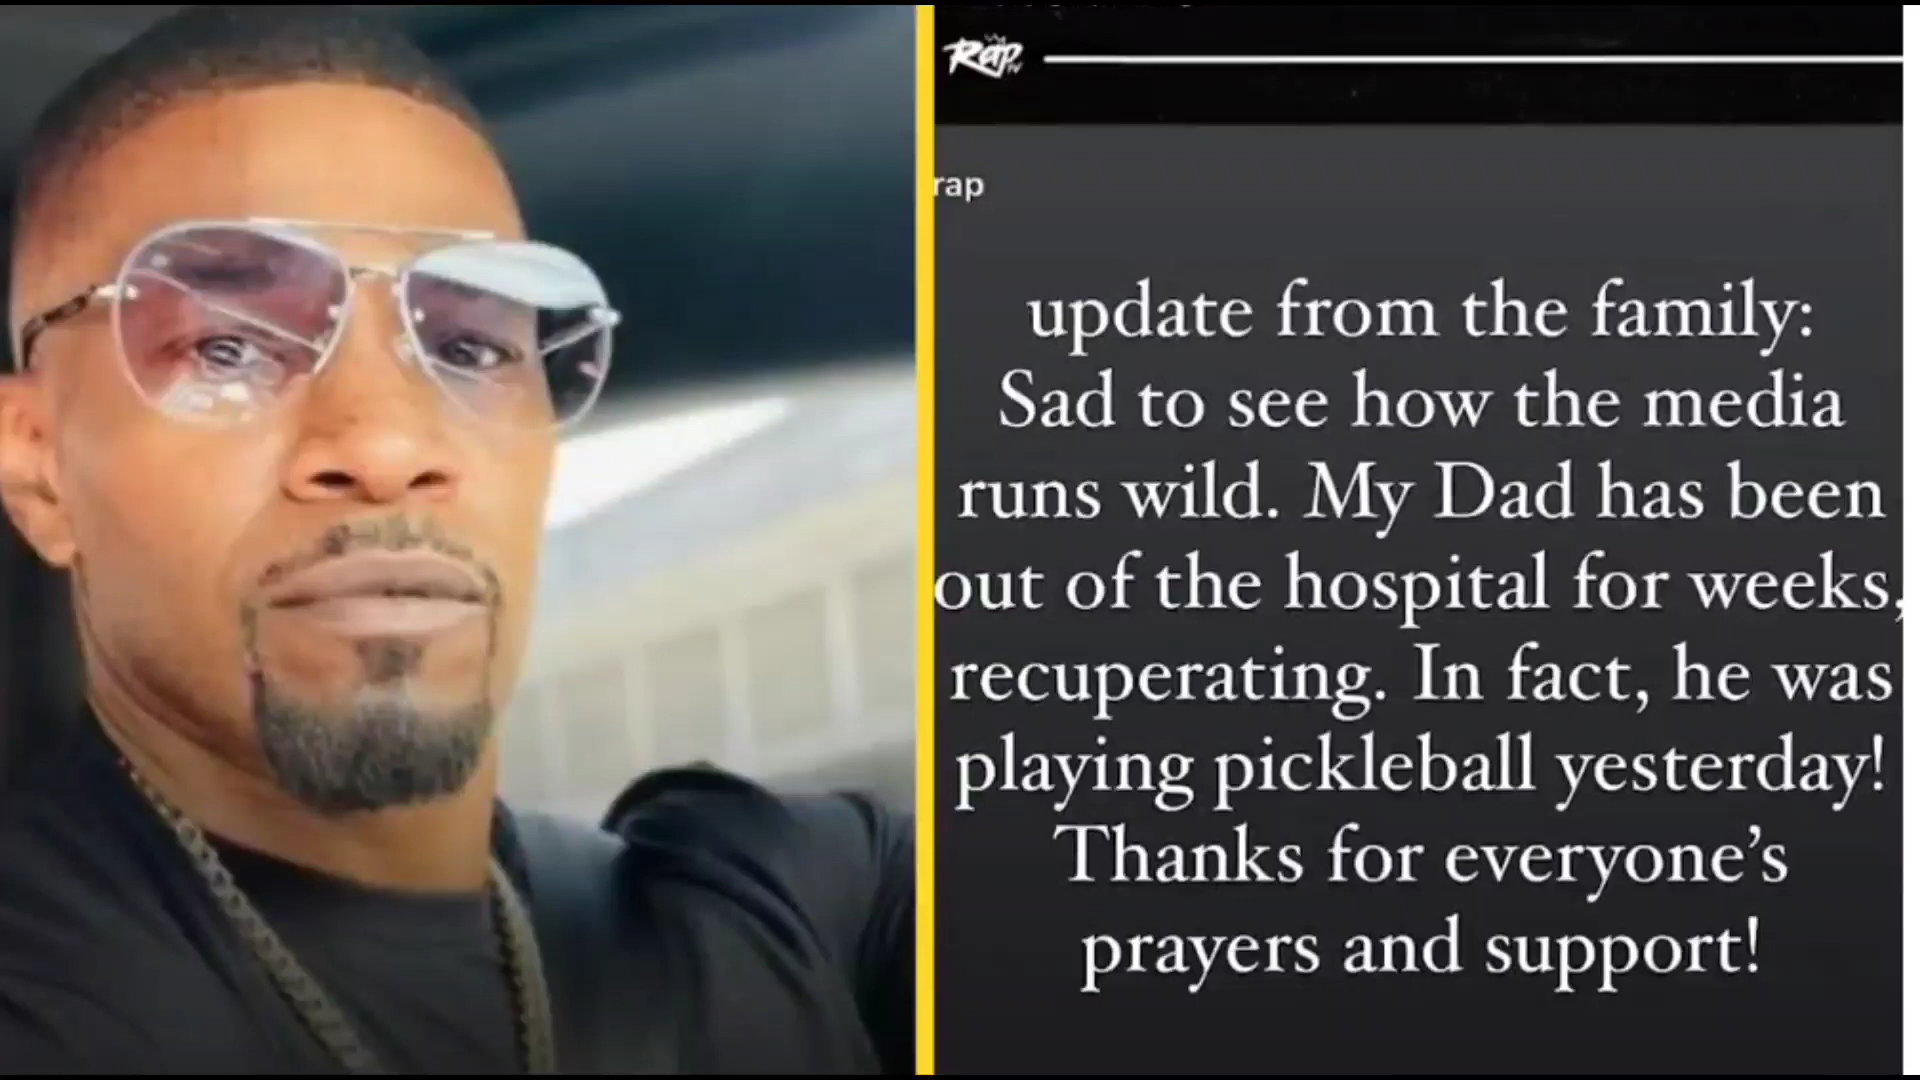 Rap TV
rap
update from the family:
Sad to see how the media
runs wild. My Dad has been
out of the hospital for weeks,
recuperating. In fact, he was
playing pickleball yesterday!
Thanks for everyone’s
prayers and support!